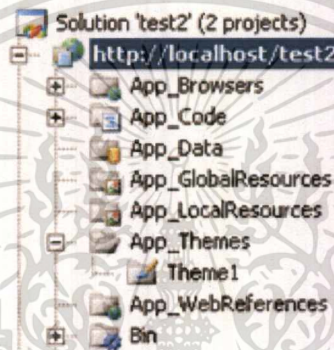 Solution 'test2' (2 projects)
http://localhost/test2
App_Browsers
App_Code
App_Data
App_GlobalResources
App_LocalResources
App_Themes
Theme1
App_WebReferences
Bin